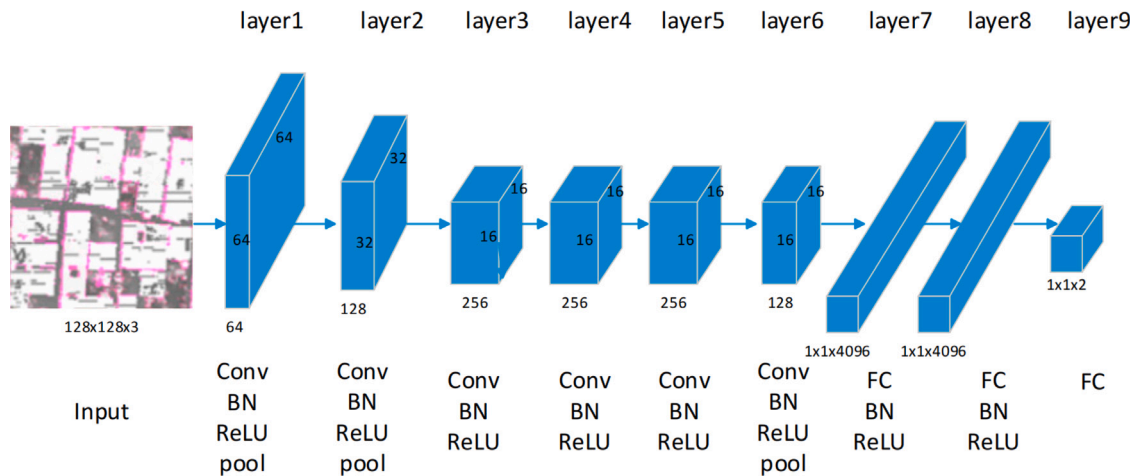 layer1 layer2 layer3 layer4 layer5 layer6 layer7 layer8 layer9
64
32
16 16 16 16
64
32
16 16 16 16
128x128x3
64
128
256 256 256 128
1x1x4096 1x1x4096
1x1x2
Input
Conv
BN
ReLU
pool
Conv
BN
ReLU
pool
Conv
BN
ReLU
Conv
BN
ReLU
Conv
BN
ReLU
Conv
BN
ReLU
pool
FC
BN
ReLU
FC
BN
ReLU
FC